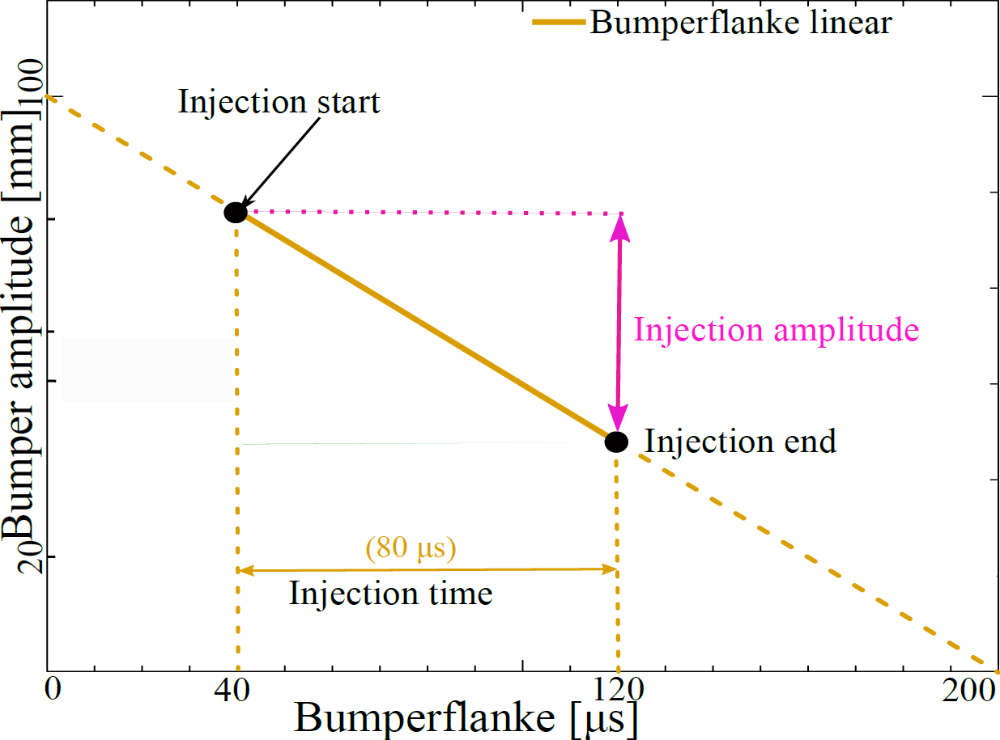 Bumperflanke linear
100
Injection start
Bumper amplitude [mm]
Injection amplitude
Injection end
20
(80 μs)
Injection time
0 40 120 200
Bumperflanke [μs]